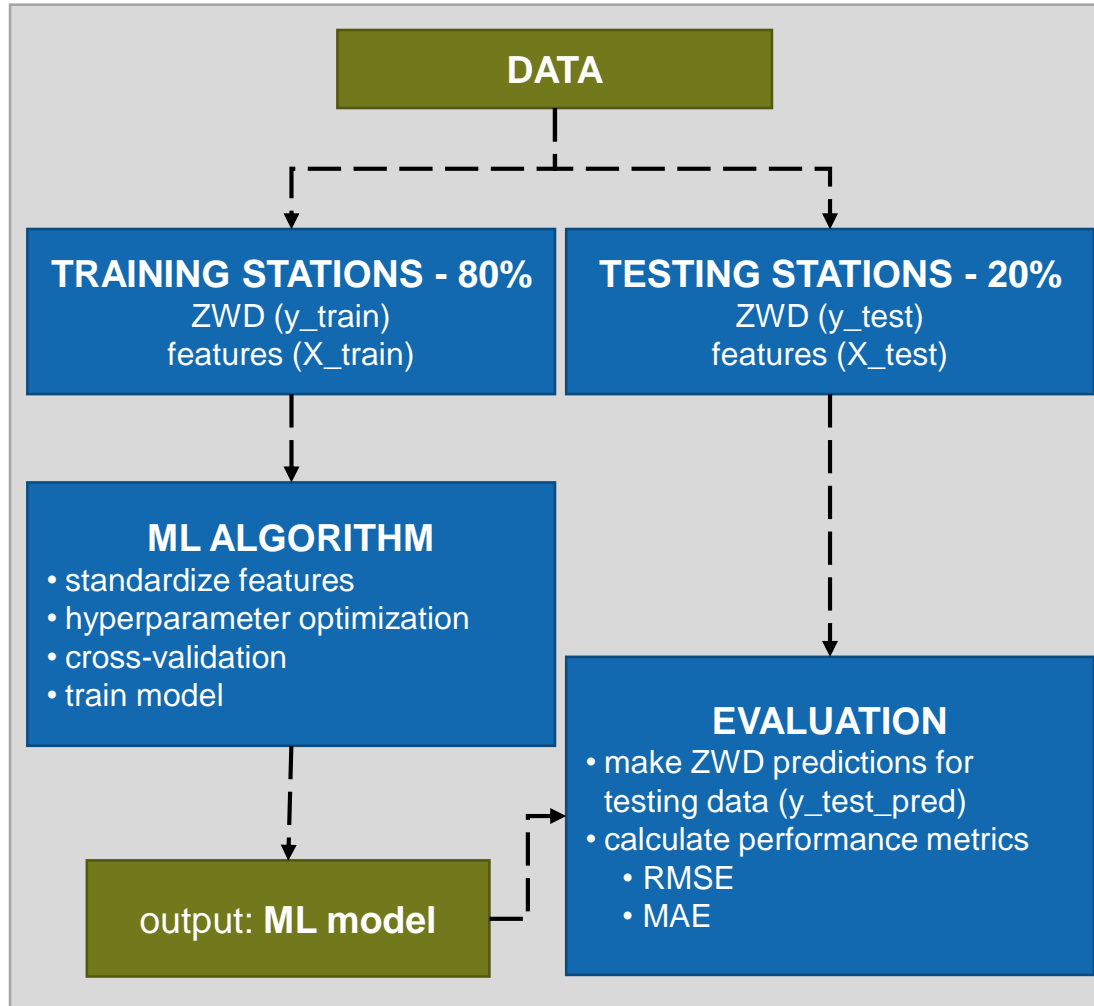 DATA
TRAINING STATIONS - 80%
ZWD (y_train)
features (X_train)
TESTING STATIONS - 20%
ZWD (y_test)
features (X_test)
ML ALGORITHM
• standardize features
• hyperparameter optimization
• cross-validation
• train model
output: ML model
EVALUATION
• make ZWD predictions for
testing data (y_test_pred)
• calculate performance metrics
• RMSE
• MAE